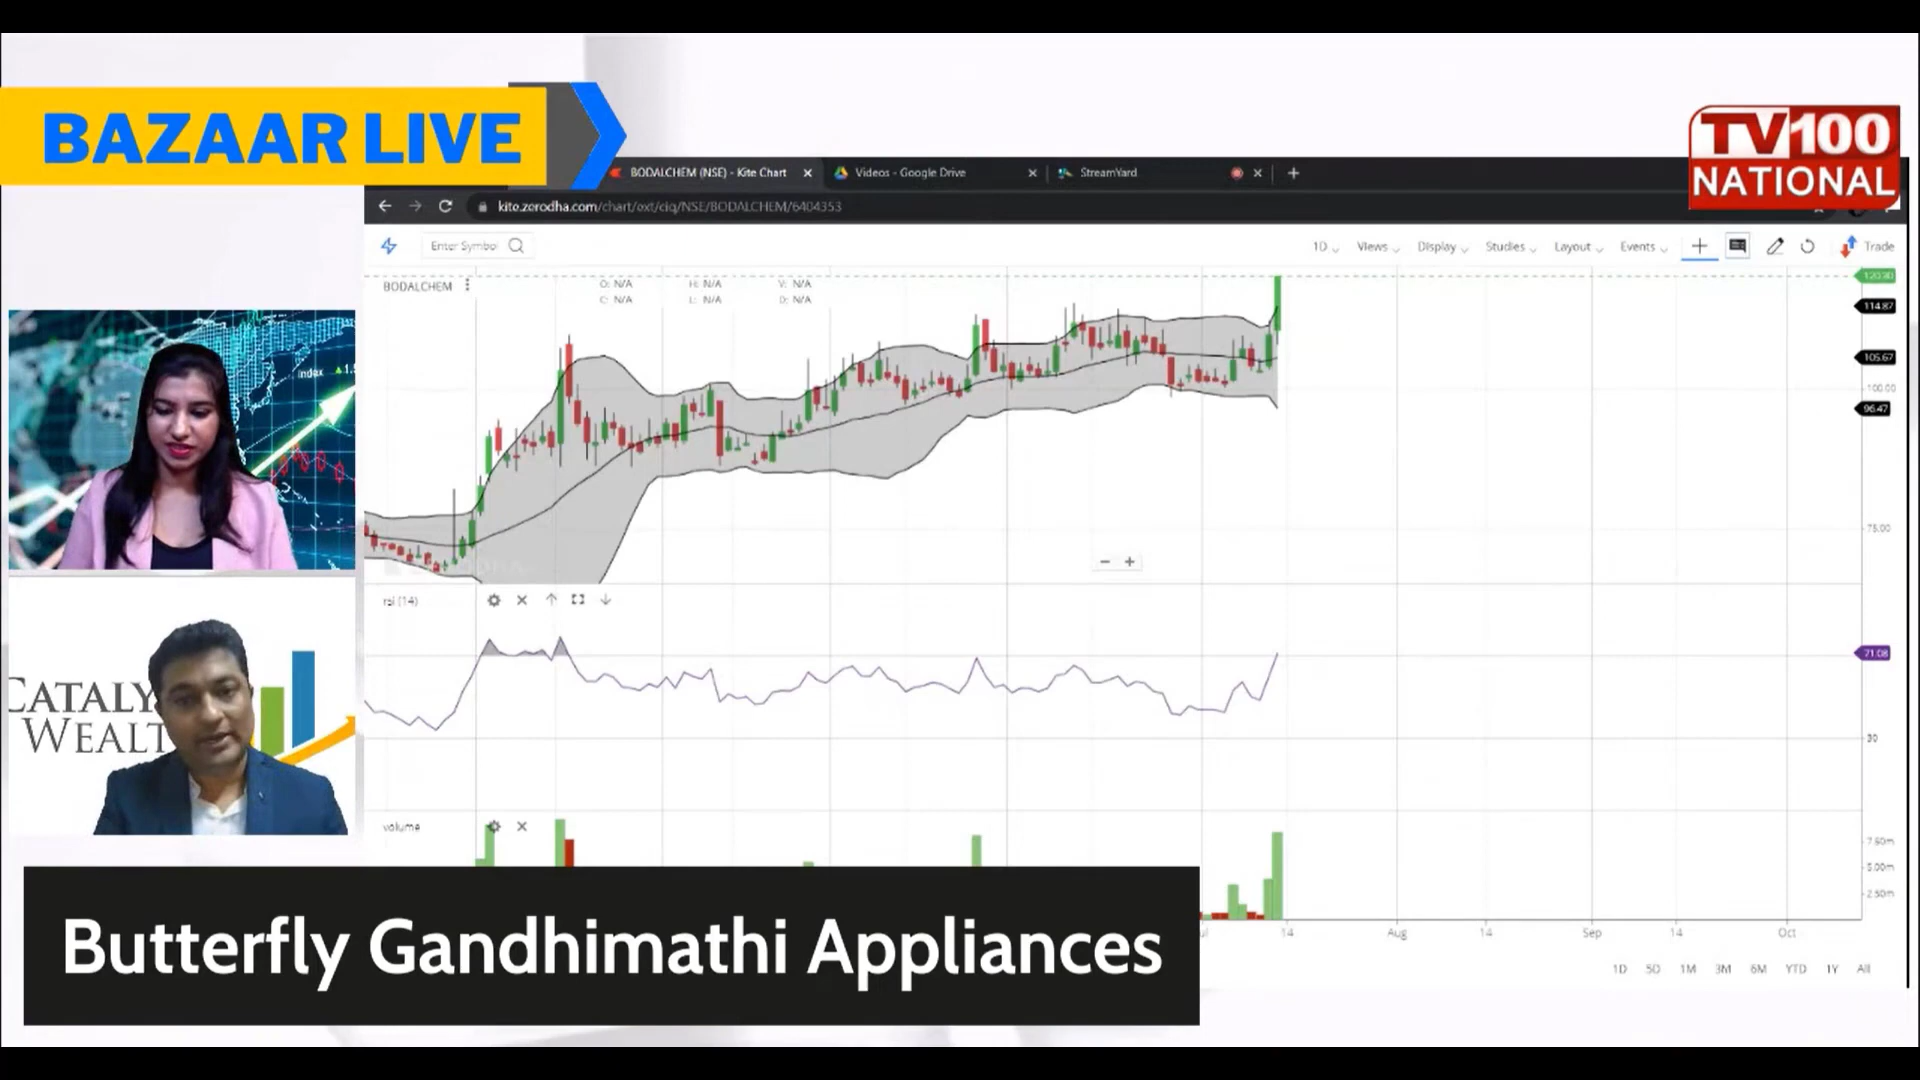 BAZAAR LIVE
TV100
NATIONAL
BODALCHEM (NSE) - Kite Chart
Videos - Google Drive
StreamYard
kite.zerodha.com/chart/ext/ciq/NSE/BODALCHEM/6404353
Enter Symbol
1D Views Display Studies Layout Events Trade
BODALCHEM
O: N/A H: N/A V: N/A
C: N/A L: N/A D: N/A
120.80
114.87
105.67
100.00
96.47
75.00
Index
CATALY
WEALT
rsi (14)
71.08
30
volume
7.50m
5.00m
2.50m
14 Aug 14 Sep 14 Oct
1D 5D 1M 3M 6M YTD 1Y All
Butterfly Gandhimathi Appliances